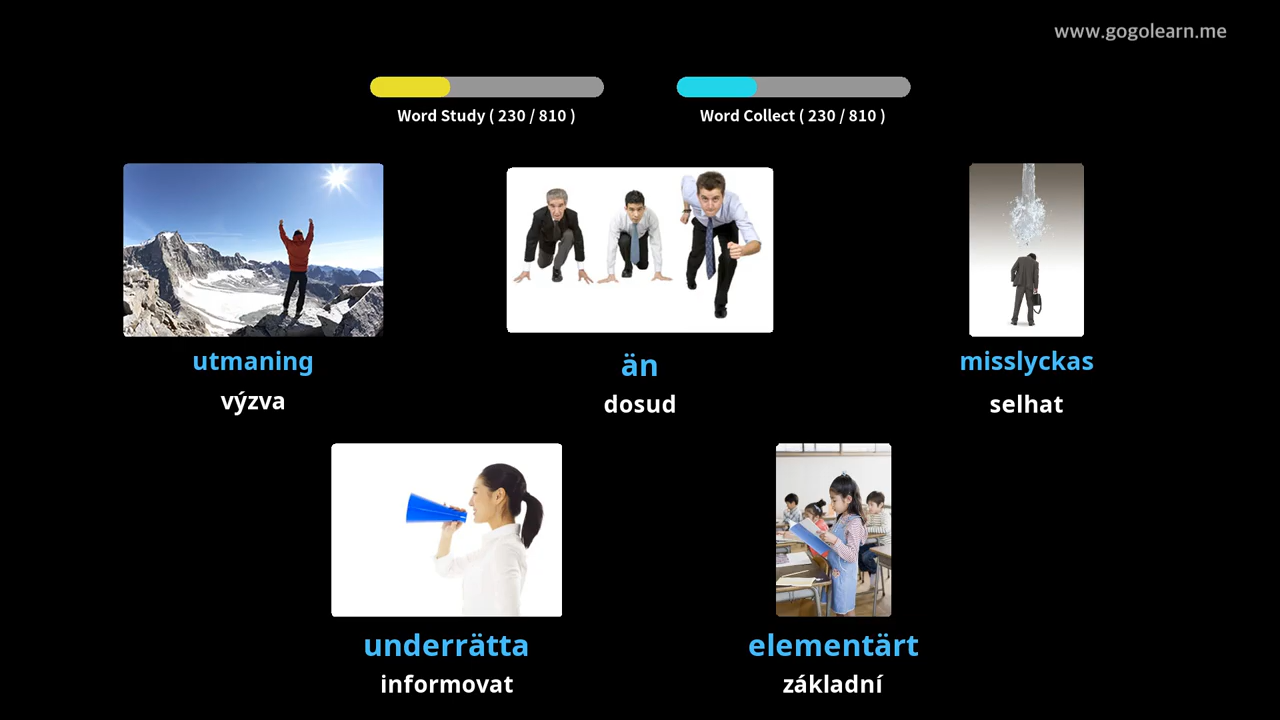 www.gogolearn.me
Word Study ( 230 / 810 )
Word Collect ( 230 / 810 )
utmaning
výzva
än
dosud
misslyckas
selhat
underrätta
informovat
elementärt
základní